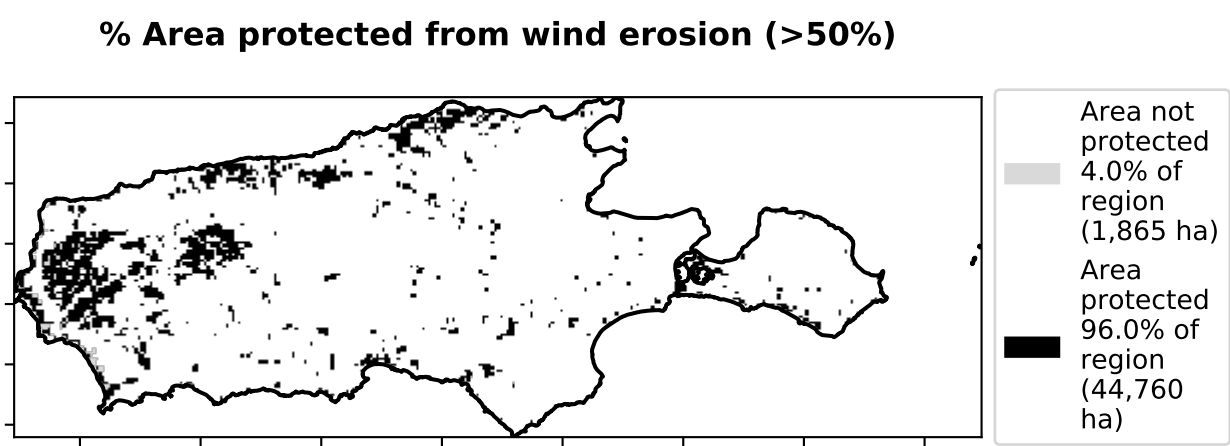 % Area protected from wind erosion (>50%)
Area not
protected
4.0% of
region
(1,865 ha)
Area
protected
96.0% of
region
(44,760
ha)